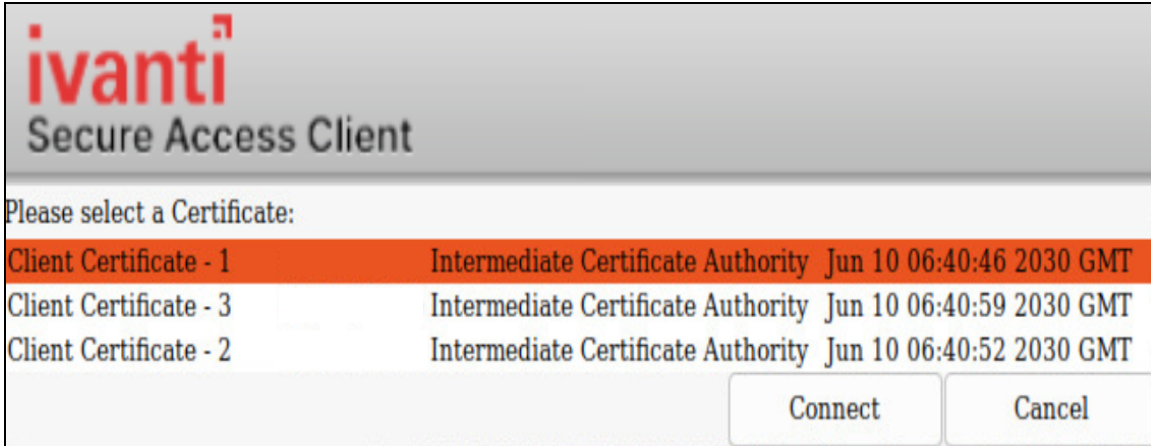 ivanti
Secure Access Client
Please select a Certificate:
Client Certificate - 1 Intermediate Certificate Authority Jun 10 06:40:46 2030 GMT
Client Certificate - 3 Intermediate Certificate Authority Jun 10 06:40:59 2030 GMT
Client Certificate - 2 Intermediate Certificate Authority Jun 10 06:40:52 2030 GMT
Connect Cancel